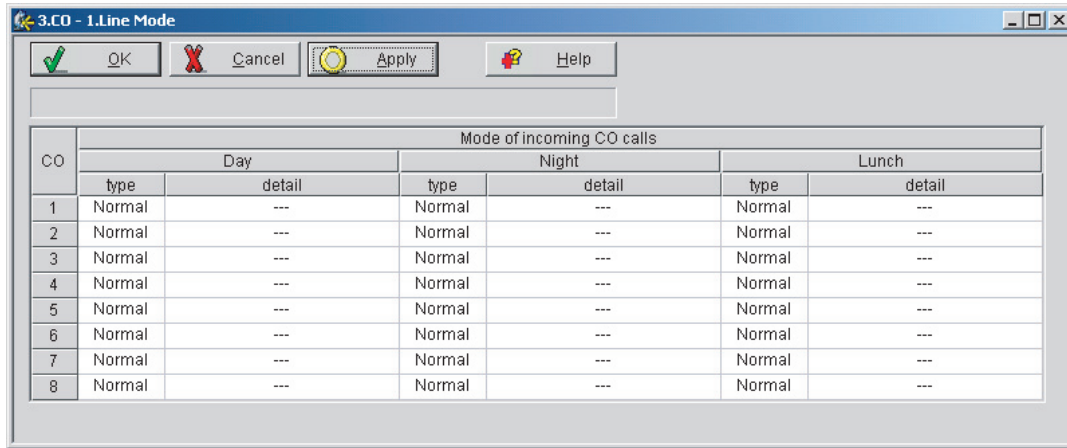 3.CO - 1.Line Mode
OK Cancel Apply Help
Mode of incoming CO calls
CO Day Night Lunch
type detail type detail type detail
1 Normal --- Normal --- Normal ---
2 Normal --- Normal --- Normal ---
3 Normal --- Normal --- Normal ---
4 Normal --- Normal --- Normal ---
5 Normal --- Normal --- Normal ---
6 Normal --- Normal --- Normal ---
7 Normal --- Normal --- Normal ---
8 Normal --- Normal --- Normal ---